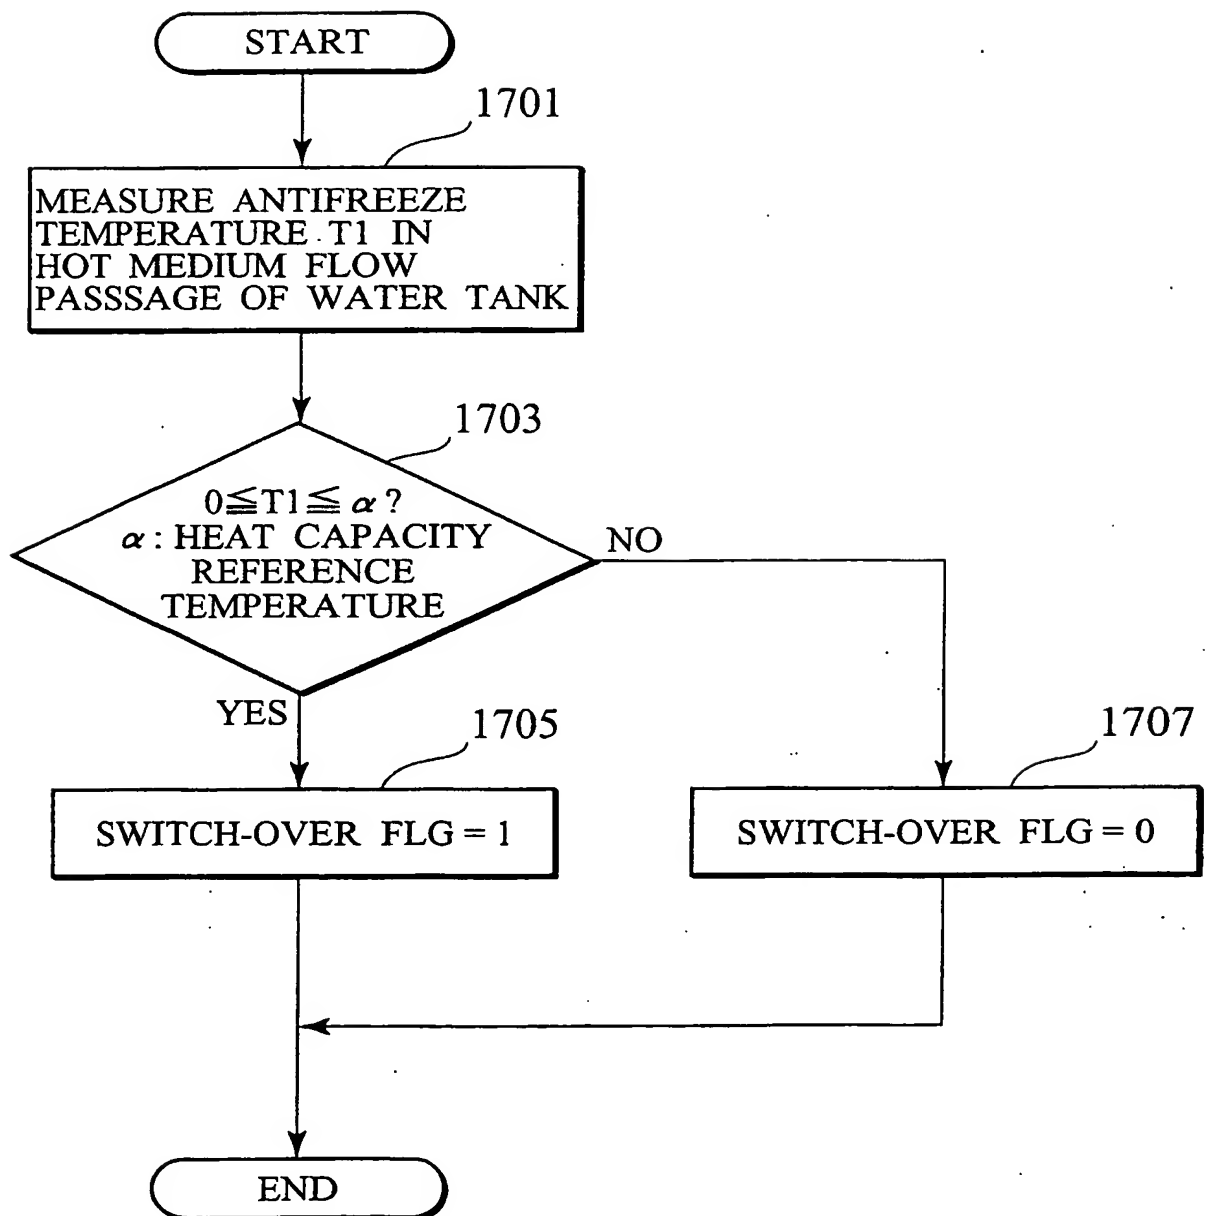 START
1701
MEASURE ANTIFREEZE
TEMPERATURE T1 IN
HOT MEDIUM FLOW
PASSSAGE OF WATER TANK
1703
0≦T1≦α?
α: HEAT CAPACITY
REFERENCE
TEMPERATURE
NO
YES
1705
1707
SWITCH-OVER FLG = 1
SWITCH-OVER FLG = 0
END